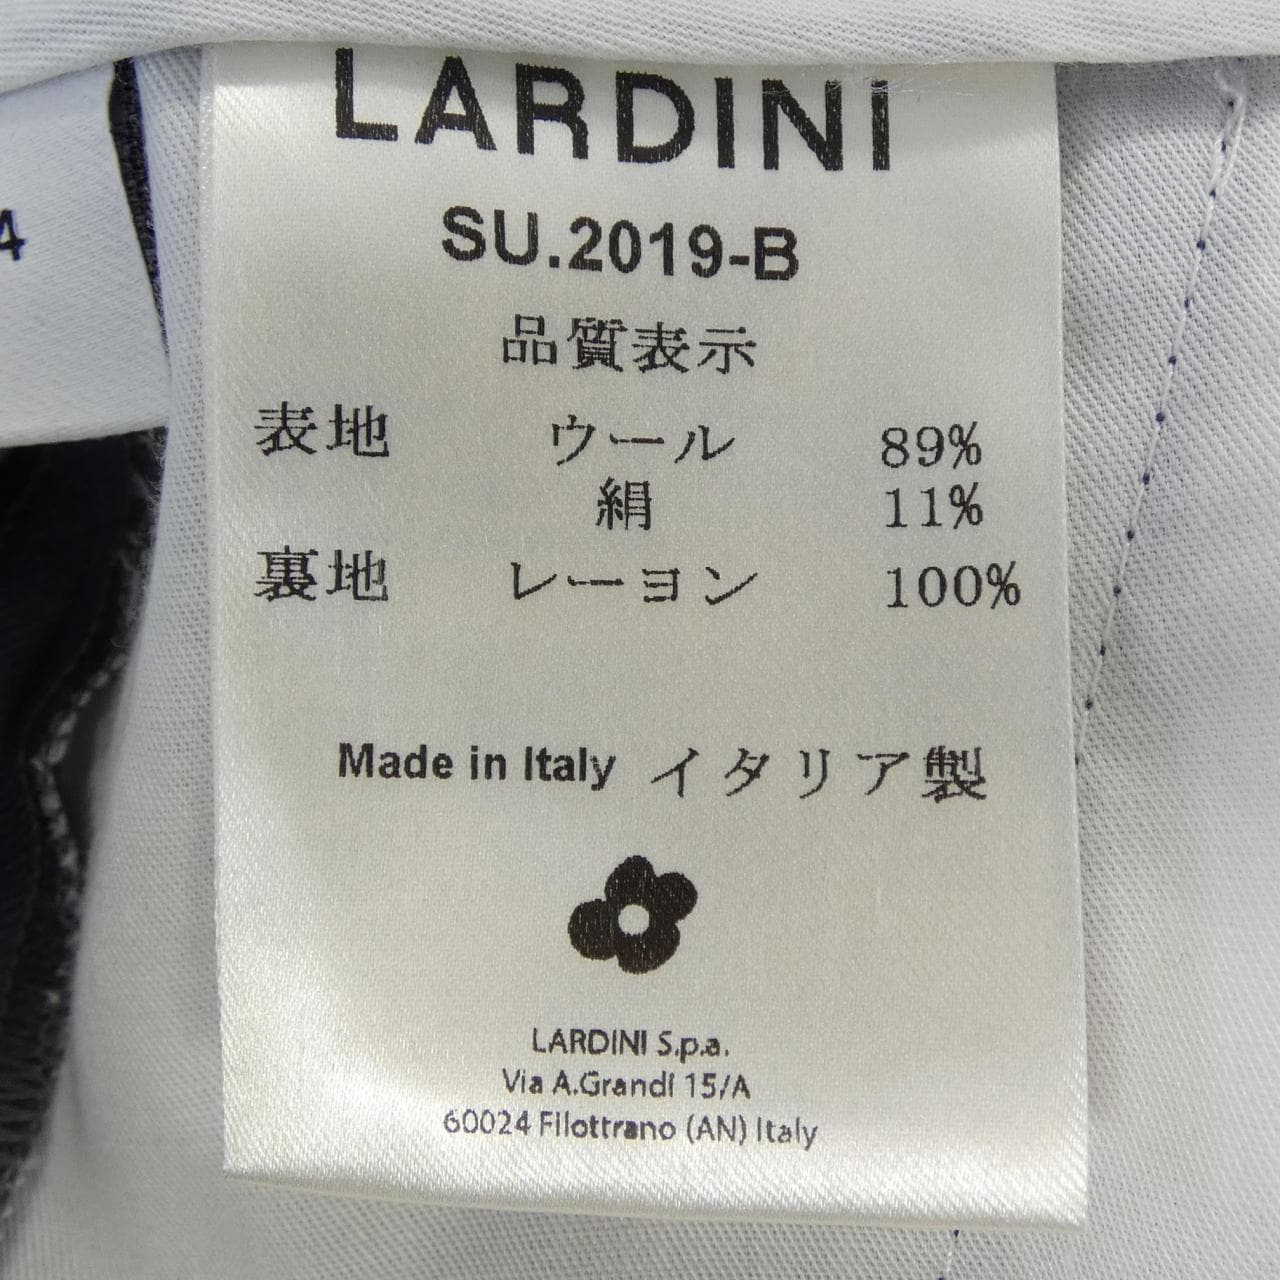 LARDINI
SU.2019-B
品質表示
表地 ウール 89%
絹 11%
裏地 レーヨン 100%
Made in Italy イタリア製
LARDINI S.p.a.
Via A.Grandi 15/A
60024 Filottrano (AN) Italy
4